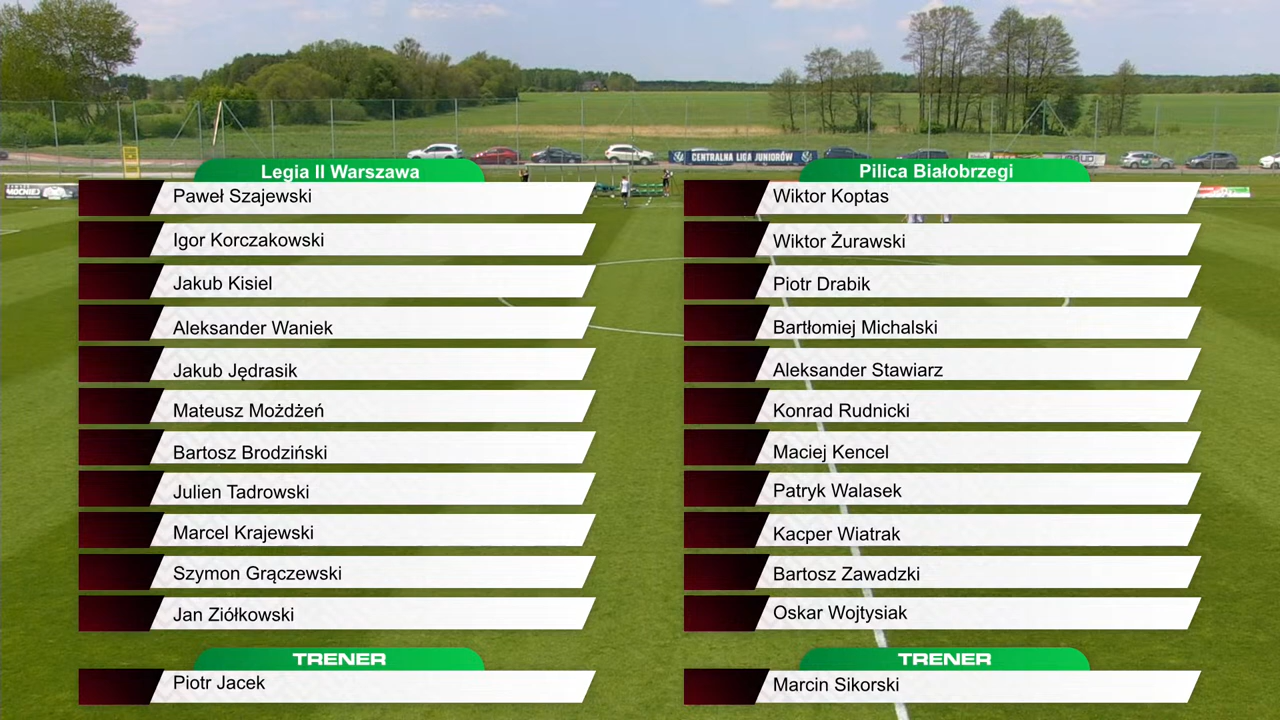 CENTRALNA LIGA JUNIORÓW
Legia II Warszawa
Paweł Szajewski
Igor Korczakowski
Jakub Kisiel
Aleksander Waniek
Jakub Jędrasik
Mateusz Możdżeń
Bartosz Brodziński
Julien Tadrowski
Marcel Krajewski
Szymon Grączewski
Jan Ziółkowski
TRENER
Piotr Jacek
Pilica Białobrzegi
Wiktor Koptas
Wiktor Żurawski
Piotr Drabik
Bartłomiej Michalski
Aleksander Stawiarz
Konrad Rudnicki
Maciej Kencel
Patryk Walasek
Kacper Wiatrak
Bartosz Zawadzki
Oskar Wojtysiak
TRENER
Marcin Sikorski